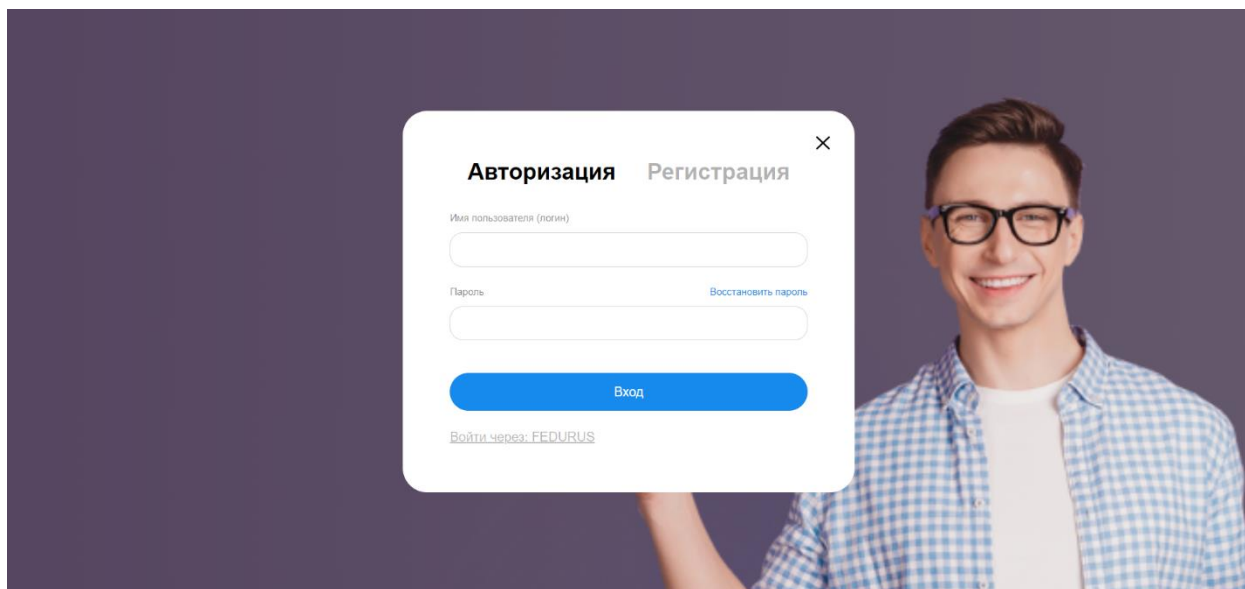 Авторизация Регистрация
Имя пользователя (логин)
Пароль Восстановить пароль
Вход
Войти через: FEDURUS